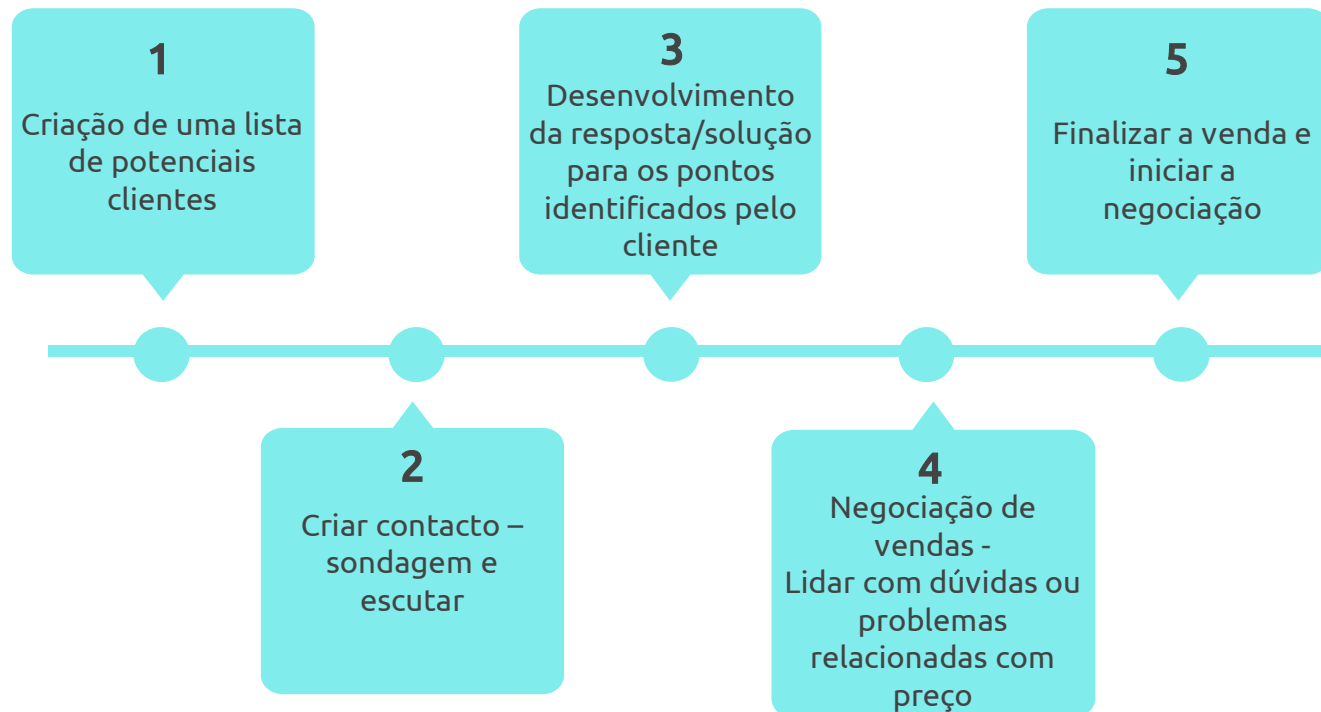 1
Criação de uma lista
de potenciais
clientes
2
Criar contacto –
sondagem e
escutar
3
Desenvolvimento
da resposta/solução
para os pontos
identificados pelo
cliente
4
Negociação de
vendas -
Lidar com dúvidas ou
problemas
relacionadas com
preço
5
Finalizar a venda e
iniciar a
negociação